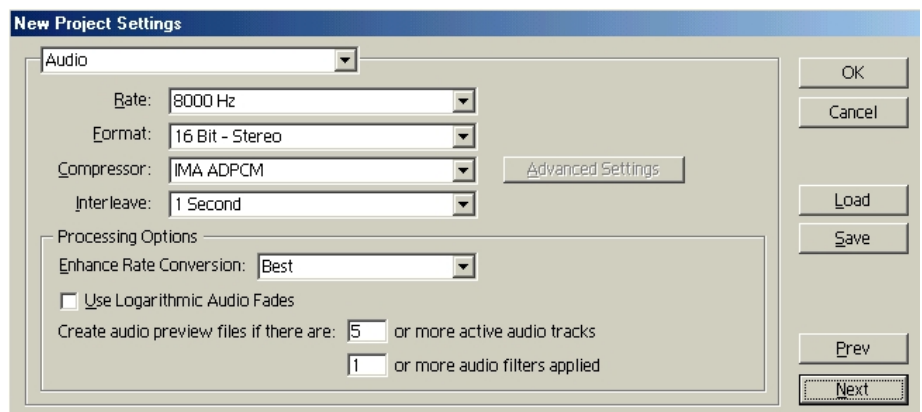 New Project Settings
Audio
Rate: 8000 Hz
Format: 16 Bit - Stereo
Compressor: IMA ADPCM Advanced Settings
Interleave: 1 Second
Processing Options
Enhance Rate Conversion: Best
Use Logarithmic Audio Fades
Create audio preview files if there are: 5 or more active audio tracks
1 or more audio filters applied
OK
Cancel
Load
Save
Prev
Next